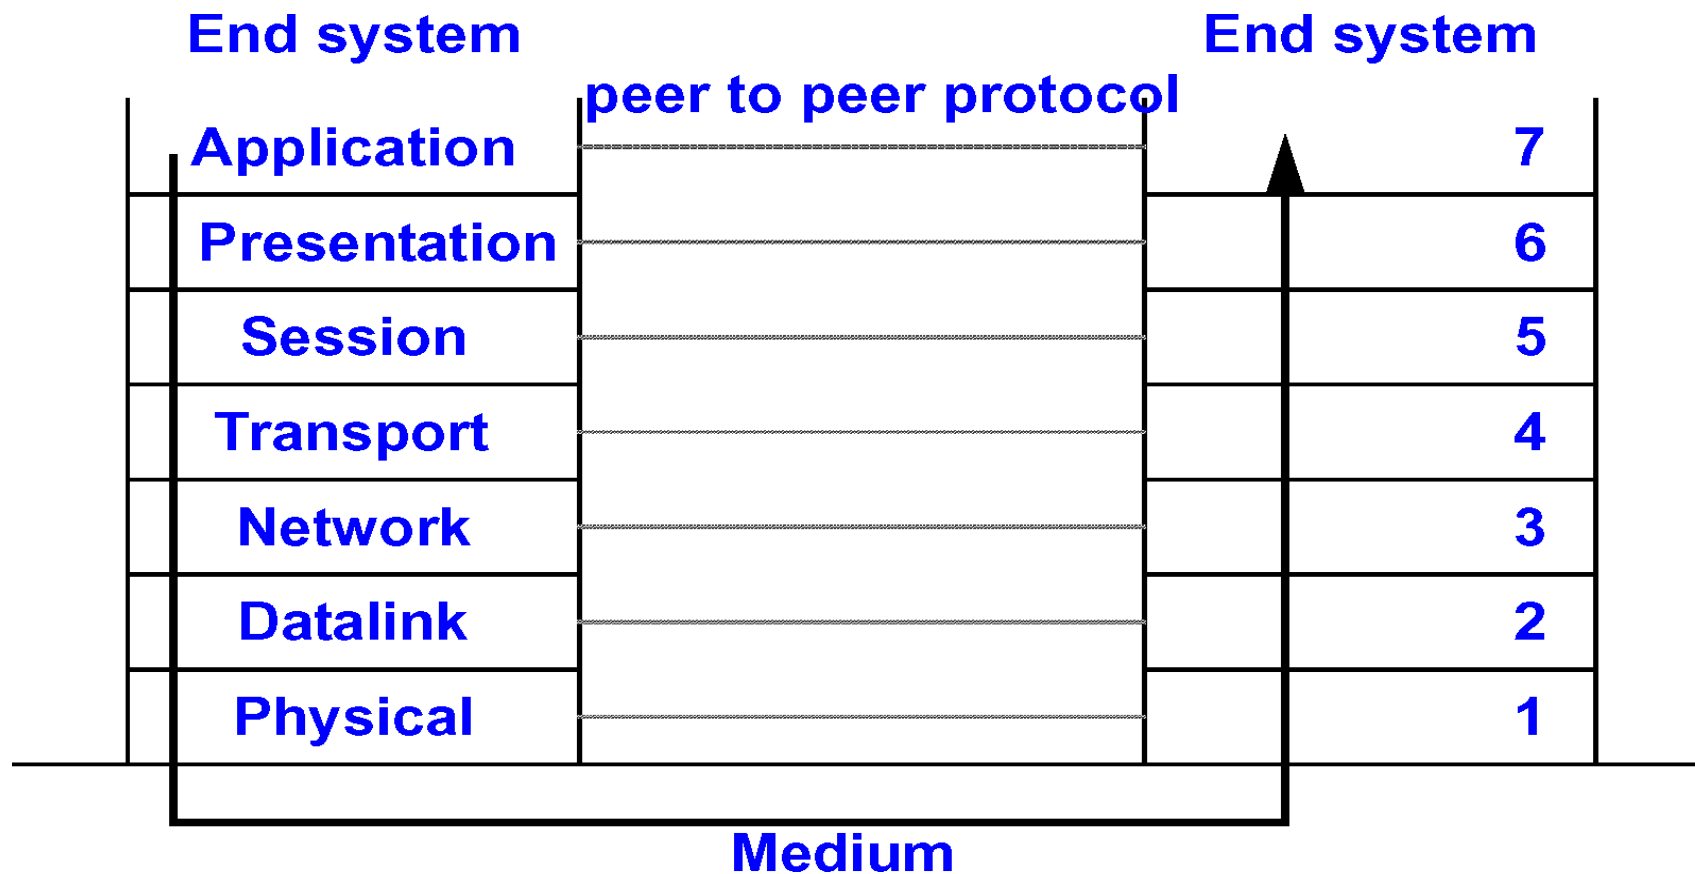 End system End system
peer to peer protocol
Application 7
Presentation 6
Session 5
Transport 4
Network 3
Datalink 2
Physical 1
Medium